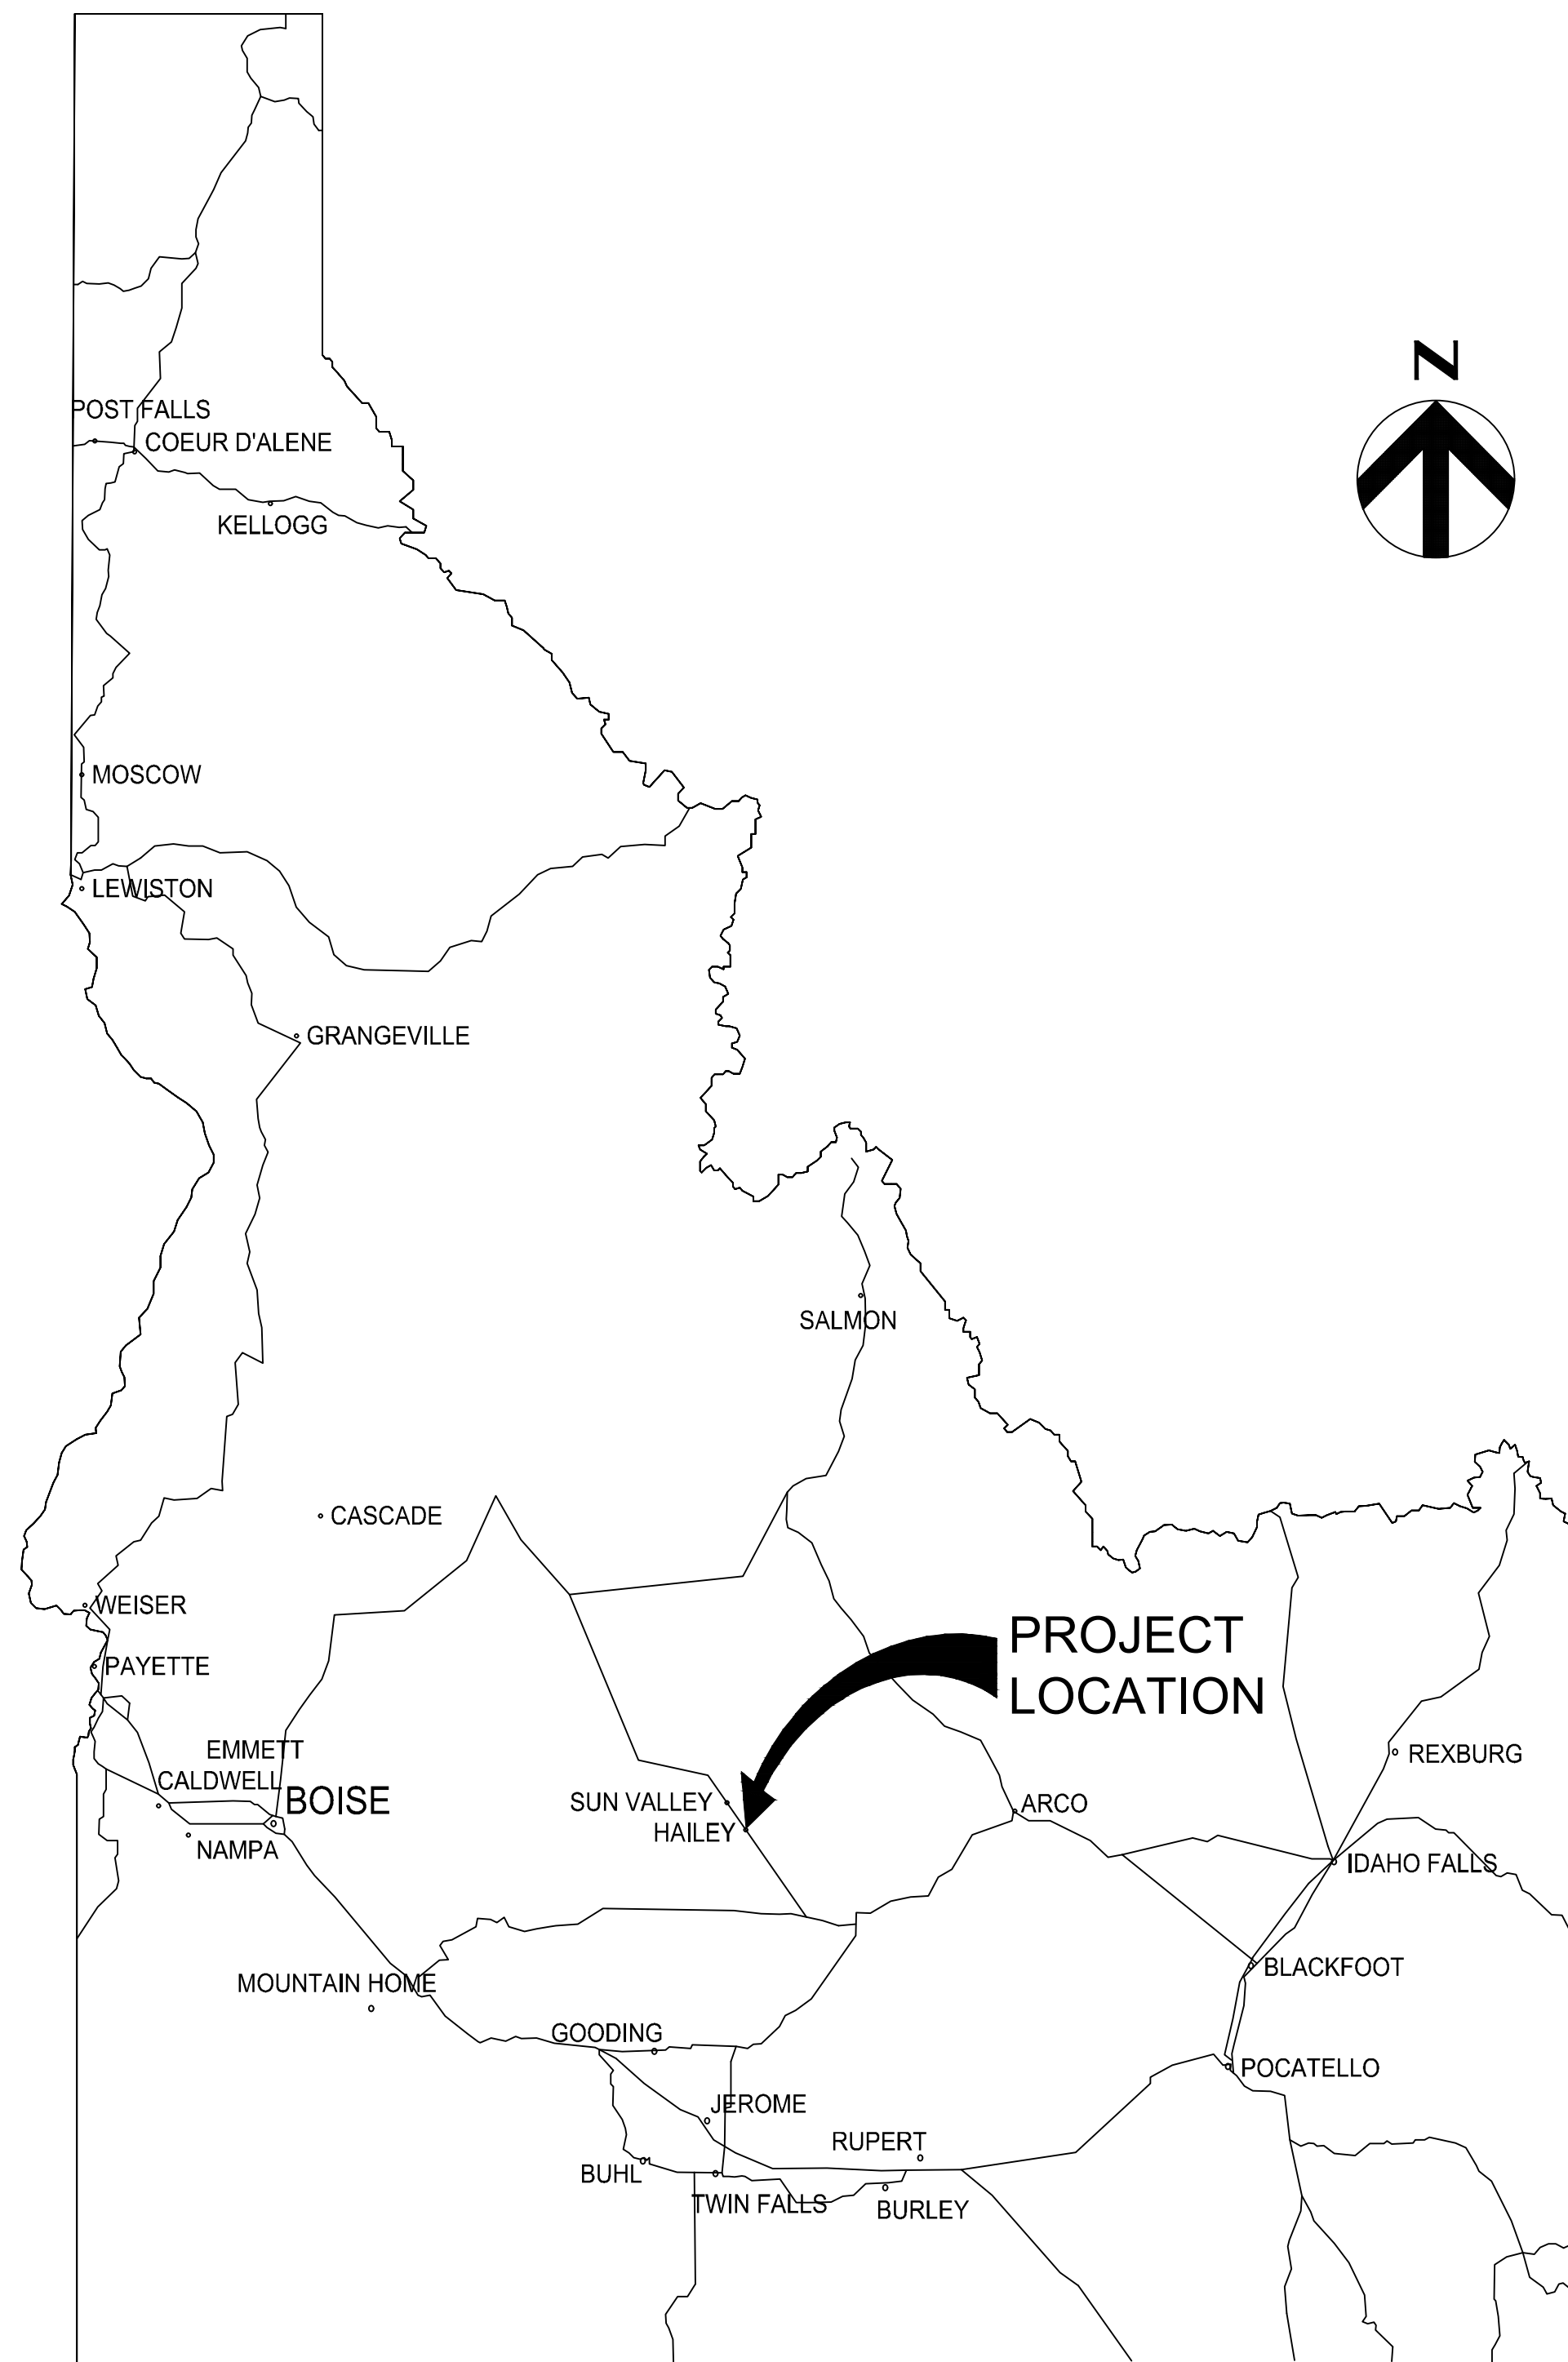 N
POST FALLS
COEUR D'ALENE
KELLOGG
MOSCOW
LEWISTON
GRANGEVILLE
SALMON
CASCADE
WEISER
PROJECT
LOCATION
PAYETTE
EMMETT
REXBURG
CALDWELL
BOISE
SUN VALLEY
ARCO
HAILEY
NAMPA
IDAHO FALLS
BLACKFOOT
MOUNTAIN HOME
GOODING
POCATELLO
JEROME
RUPERT
BUHL
TWIN FALLS
BURLEY